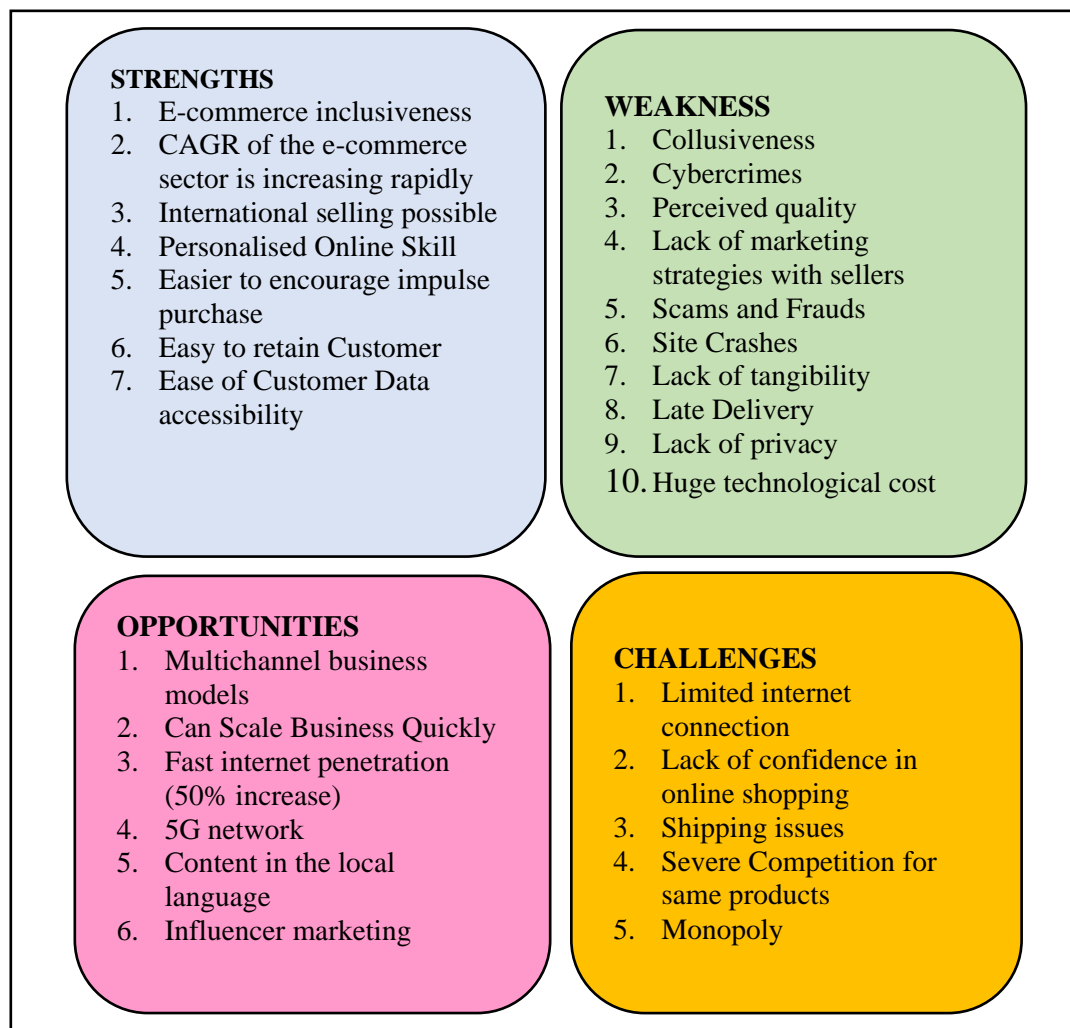 STRENGTHS
1. E-commerce inclusiveness
2. CAGR of the e-commerce
sector is increasing rapidly
3. International selling possible
4. Personalised Online Skill
5. Easier to encourage impulse
purchase
6. Easy to retain Customer
7. Ease of Customer Data
accessibility
WEAKNESS
1. Collusiveness
2. Cybercrimes
3. Perceived quality
4. Lack of marketing
strategies with sellers
5. Scams and Frauds
6. Site Crashes
7. Lack of tangibility
8. Late Delivery
9. Lack of privacy
10. Huge technological cost
OPPORTUNITIES
1. Multichannel business
models
2. Can Scale Business Quickly
3. Fast internet penetration
(50% increase)
4. 5G network
5. Content in the local
language
6. Influencer marketing
CHALLENGES
1. Limited internet
connection
2. Lack of confidence in
online shopping
3. Shipping issues
4. Severe Competition for
same products
5. Monopoly